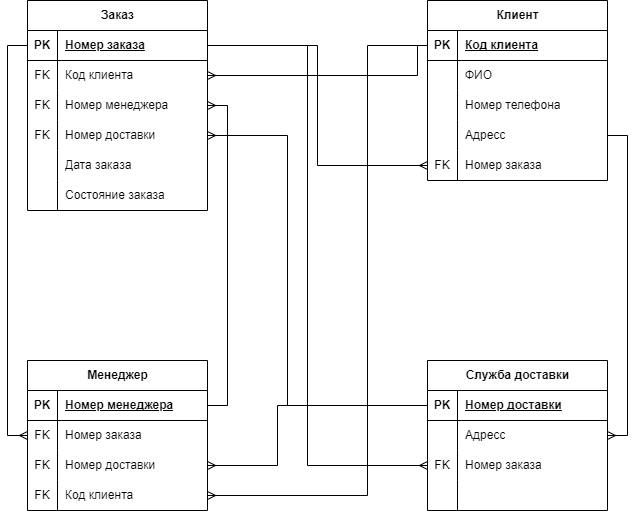 Заказ
PK Номер заказа
FK Код клиента
FK Номер менеджера
FK Номер доставки
Дата заказа
Состояние заказа
Клиент
PK Код клиента
ФИО
Номер телефона
Адрес
FK Номер заказа
Менеджер
PK Номер менеджера
FK Номер заказа
FK Номер доставки
FK Код клиента
Служба доставки
PK Номер доставки
Адрес
FK Номер заказа